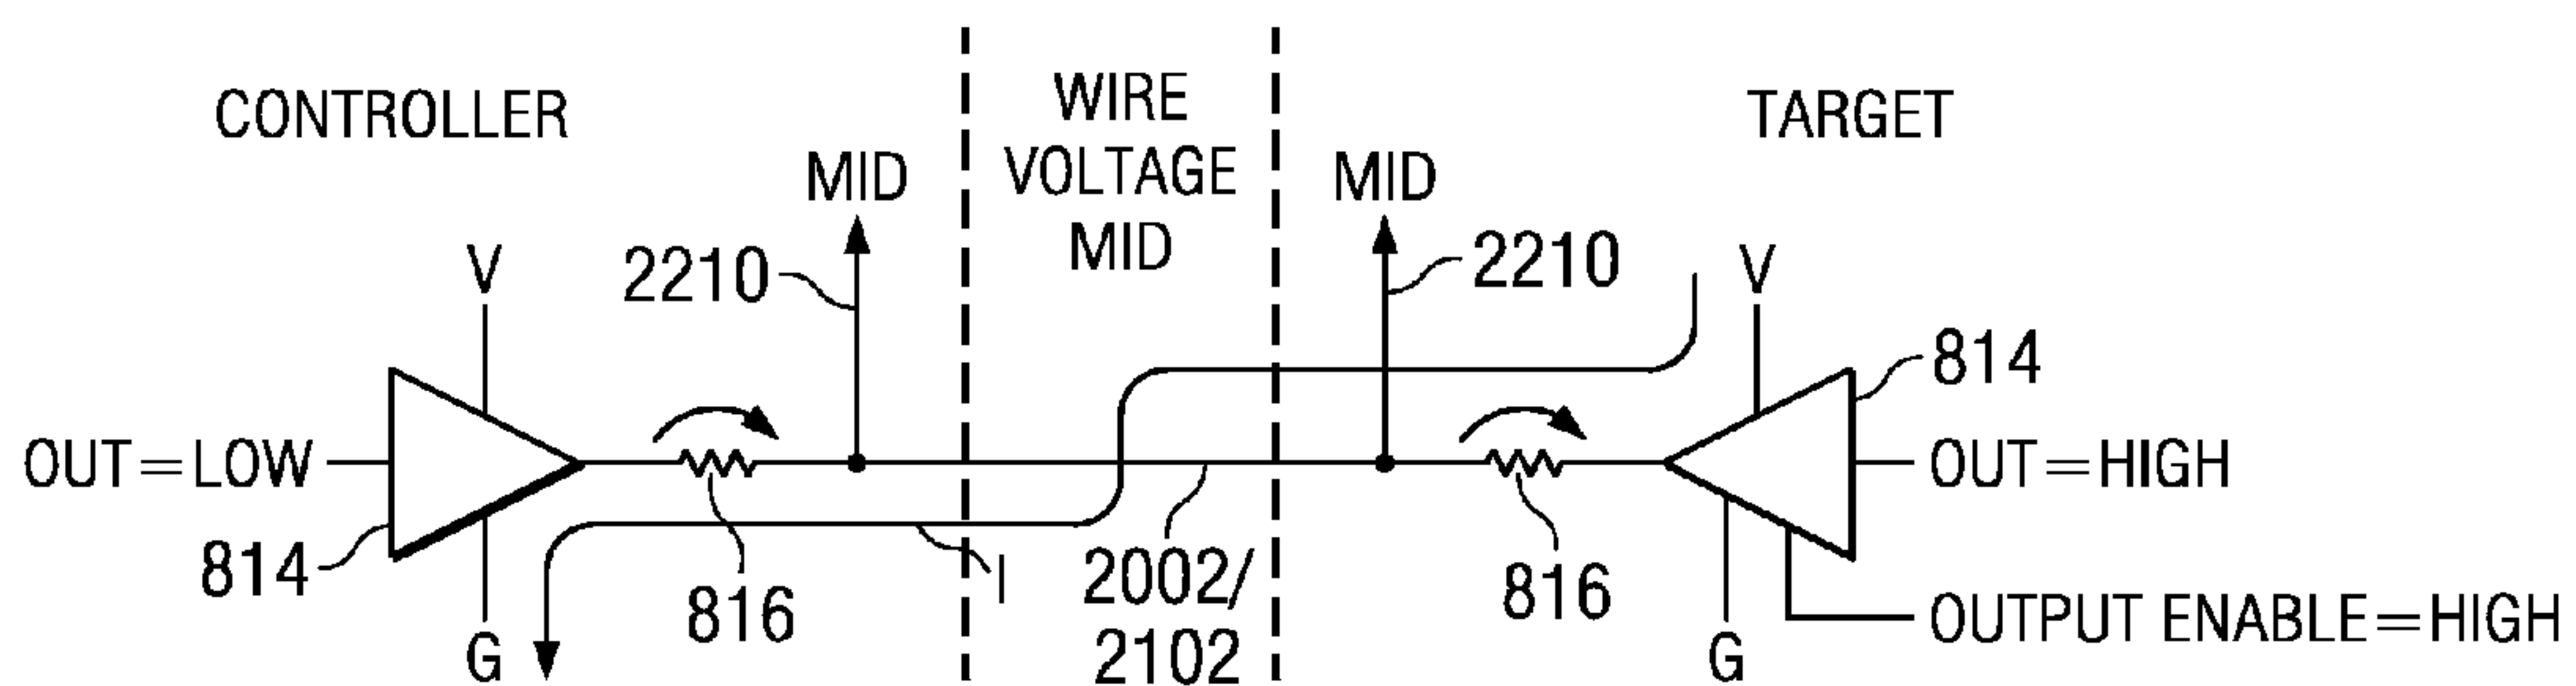 CONTROLLER
WIRE
VOLTAGE
MID
TARGET
MID
MID
V
2210
2210
V
814
OUT=LOW
OUT=HIGH
814
816
I
2002/
2102
816
OUTPUT ENABLE=HIGH
G
G